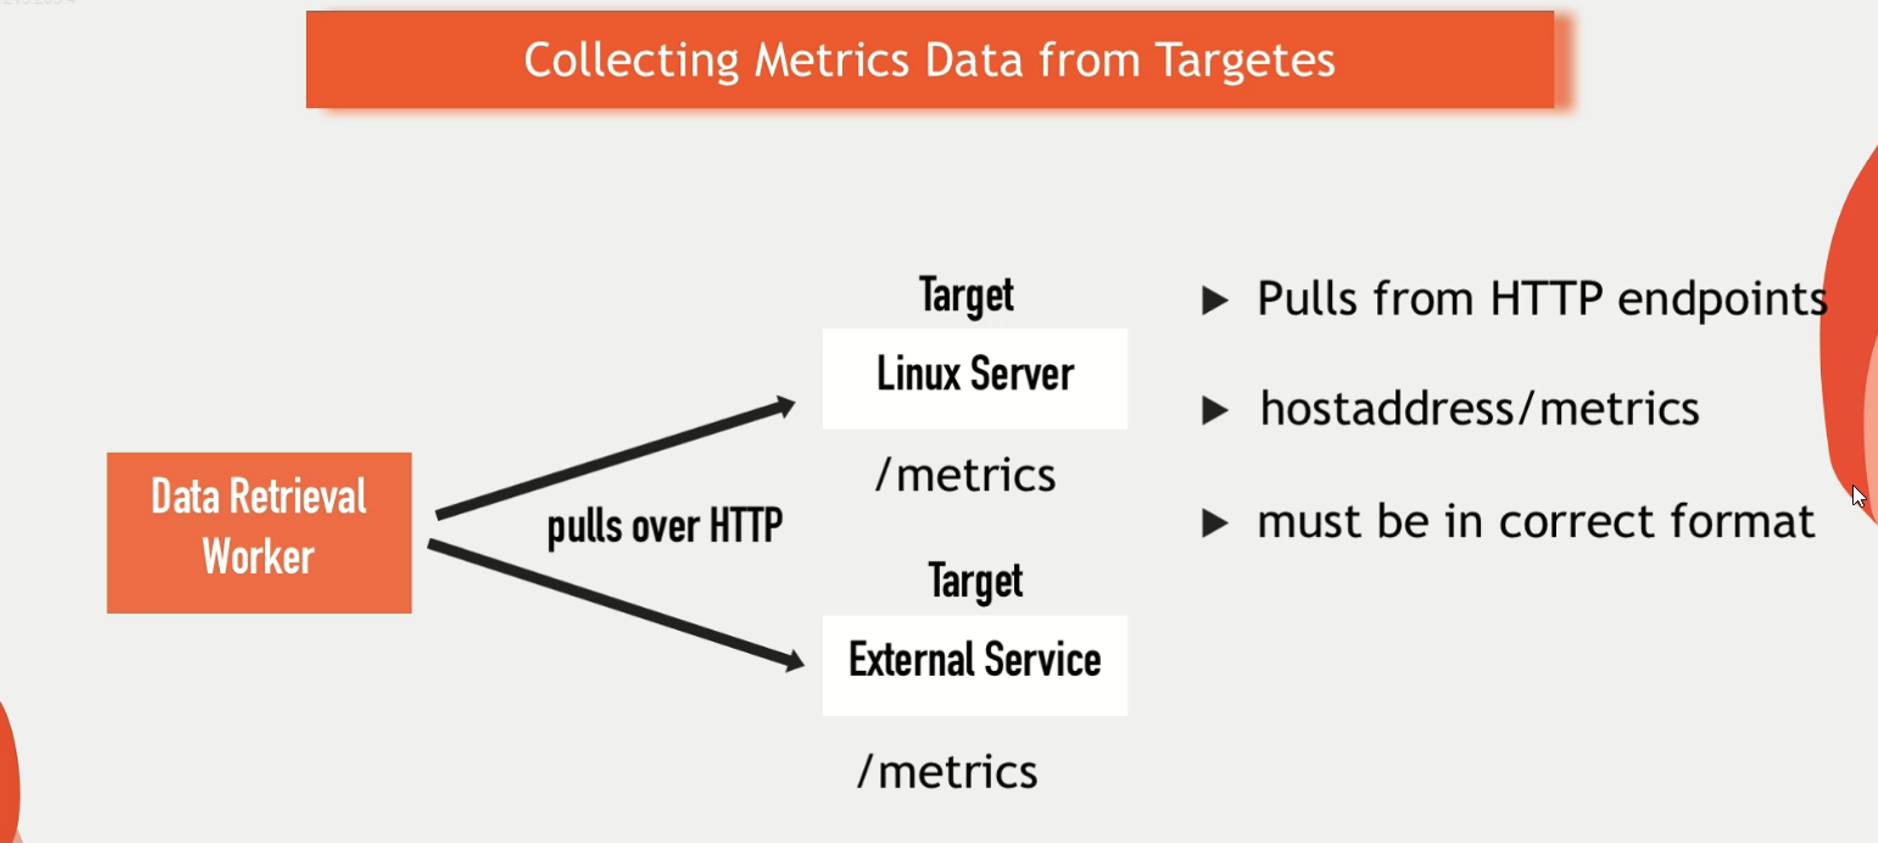 Collecting Metrics Data from Targetes
Target
Linux Server
/metrics
Data Retrieval
Worker
pulls over HTTP
Target
External Service
/metrics
Pulls from HTTP endpoints
hostaddress/metrics
must be in correct format